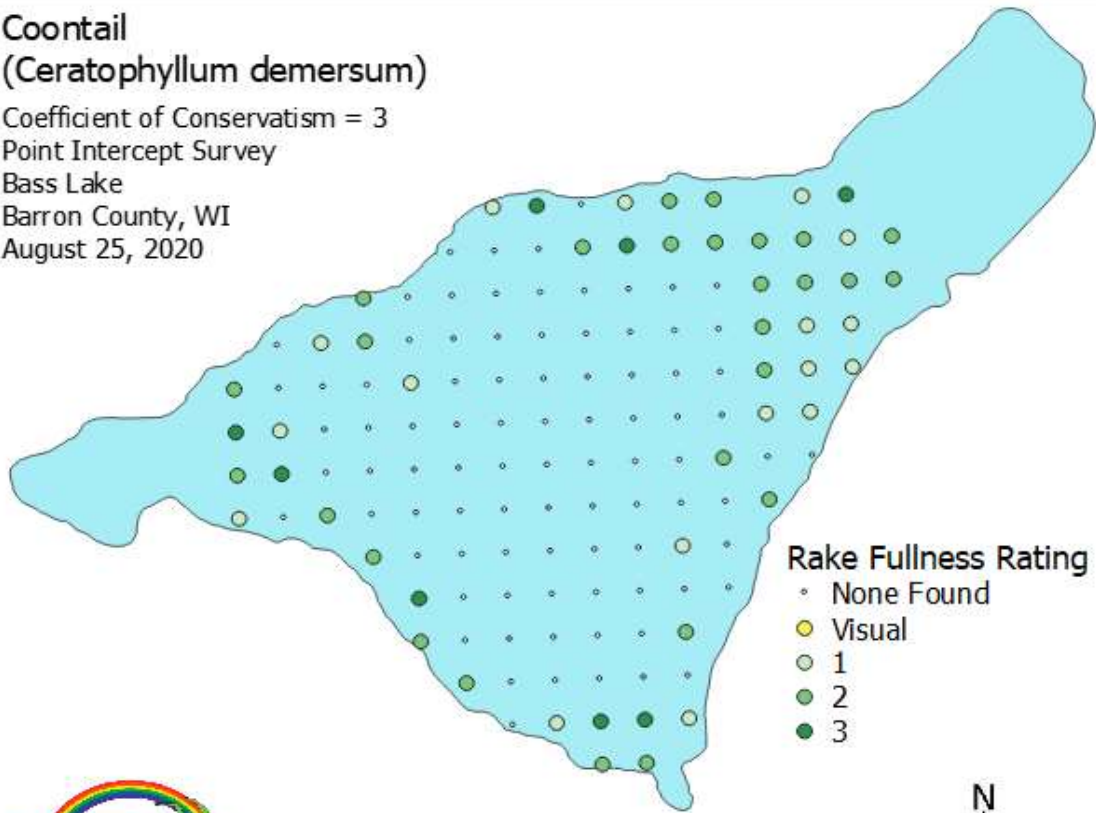 Coontail
(Ceratophyllum demersum)
Coefficient of Conservatism = 3
Point Intercept Survey
Bass Lake
Barron County, WI
August 25, 2020
Rake Fullness Rating
None Found
Visual
1
2
3
N